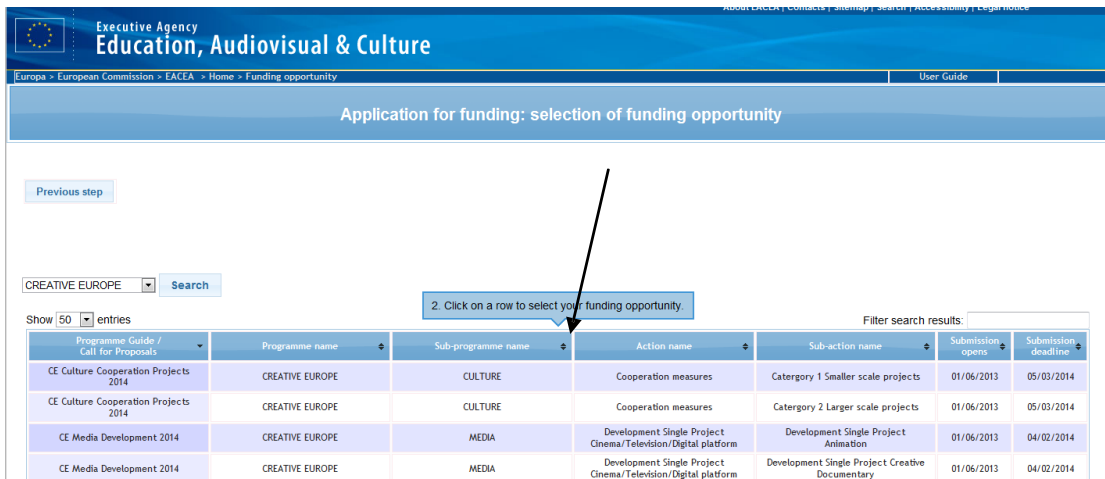 About EACEA | Contacts | Sitemap | Search | Accessibility | Legal notice
Executive Agency
Education, Audiovisual & Culture
Europa > European Commission > EACEA > Home > Funding opportunity User Guide
Application for funding: selection of funding opportunity
Previous step
CREATIVE EUROPE Search
2. Click on a row to select your funding opportunity.
Show 50 entries Filter search results:
Programme Guide / Call for Proposals Programme name Sub-programme name Action name Sub-action name Submission opens Submission deadline
CE Culture Cooperation Projects 2014 CREATIVE EUROPE CULTURE Cooperation measures Catergory 1 Smaller scale projects 01/06/2013 05/03/2014
CE Culture Cooperation Projects 2014 CREATIVE EUROPE CULTURE Cooperation measures Catergory 2 Larger scale projects 01/06/2013 05/03/2014
CE Media Development 2014 CREATIVE EUROPE MEDIA Development Single Project Cinema/Television/Digital platform Development Single Project Animation 01/06/2013 04/02/2014
CE Media Development 2014 CREATIVE EUROPE MEDIA Development Single Project Cinema/Television/Digital platform Development Single Project Creative Documentary 01/06/2013 04/02/2014